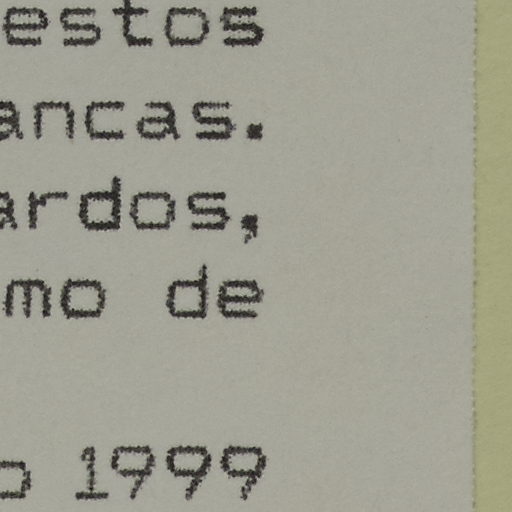 estos
ancas.
ardos,
mo de
o 1999